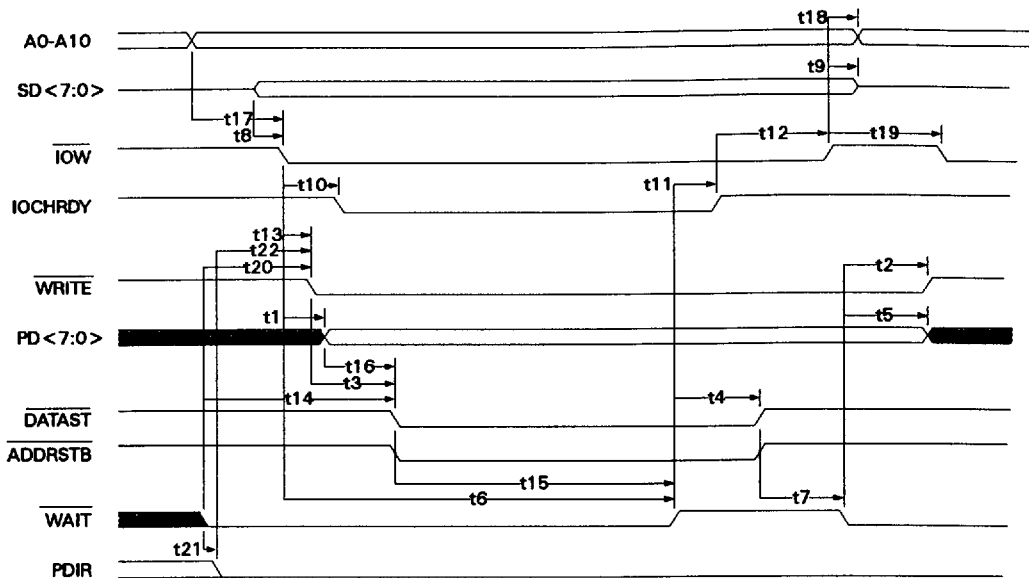 t18
A0-A10
t9
SD<7:0>
t17
t8
t12
t19
IOW
t10
t11
IOCHRDY
t13
t22
t20
t2
WRITE
t1
t5
PD<7:0>
t16
t3
t14
t4
DATAST
ADDRSTB
t15
t6
t7
WAIT
t21
PDIR